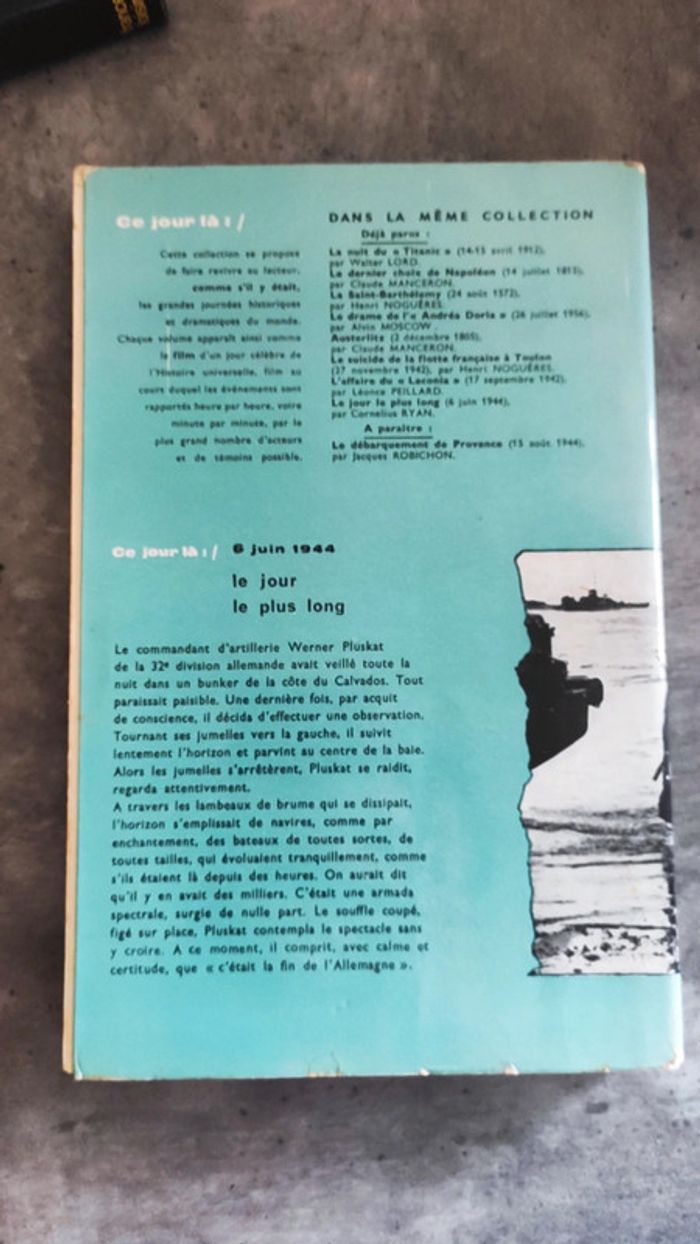 Ce jour là : /
Cette collection se propose
de faire revivre au lecteur,
comme s'il y était,
les grandes journées historiques
et dramatiques du monde.
Chaque volume apparaît ainsi comme
le film d'un jour célèbre de
l'Histoire universelle, film au
cours duquel les événements sont
rapportés heure par heure, voire
minute par minute, par le
plus grand nombre d'acteurs
et de témoins possible.
DANS LA MÊME COLLECTION
Déjà parus :
La nuit du « Titanic » (14-15 avril 1912),
par Walter LORD.
Le dernier choix de Napoléon (14 juillet 1815),
par Claude MANCERON.
La Saint-Barthélemy (24 août 1572),
par Henri NOGUÈRES.
Le drame de l'« Andréa Doria » (26 juillet 1956),
par Alvin MOSCOW.
Austerlitz (2 décembre 1805),
par Claude MANCERON.
Le suicide de la flotte française à Toulon
(27 novembre 1942), par Henri NOGUÈRES.
L'affaire du « Laconia » (17 septembre 1942),
par Léonce PEILLARD.
Le jour le plus long (6 juin 1944),
par Cornelius RYAN.
A paraître :
Le débarquement de Provence (15 août 1944),
par Jacques ROBICHON.
Ce jour là : / 6 juin 1944
le jour
le plus long
Le commandant d'artillerie Werner Pluskat
de la 32e division allemande avait veillé toute la
nuit dans un bunker de la côte du Calvados. Tout
paraissait paisible. Une dernière fois, par acquit
de conscience, il décida d'effectuer une observation.
Tournant ses jumelles vers la gauche, il suivit
lentement l'horizon et parvint au centre de la baie.
Alors les jumelles s'arrêtèrent, Pluskat se raidit,
regarda attentivement.
A travers les lambeaux de brume qui se dissipait,
l'horizon s'emplissait de navires, comme par
enchantement, des bateaux de toutes sortes, de
toutes tailles, qui évoluaient tranquillement, comme
s'ils étaient là depuis des heures. On aurait dit
qu'il y en avait des milliers. C'était une armada
spectrale, surgie de nulle part. Le souffle coupé,
figé sur place, Pluskat contempla le spectacle sans
y croire. A ce moment, il comprit, avec calme et
certitude, que « c'était la fin de l'Allemagne ».